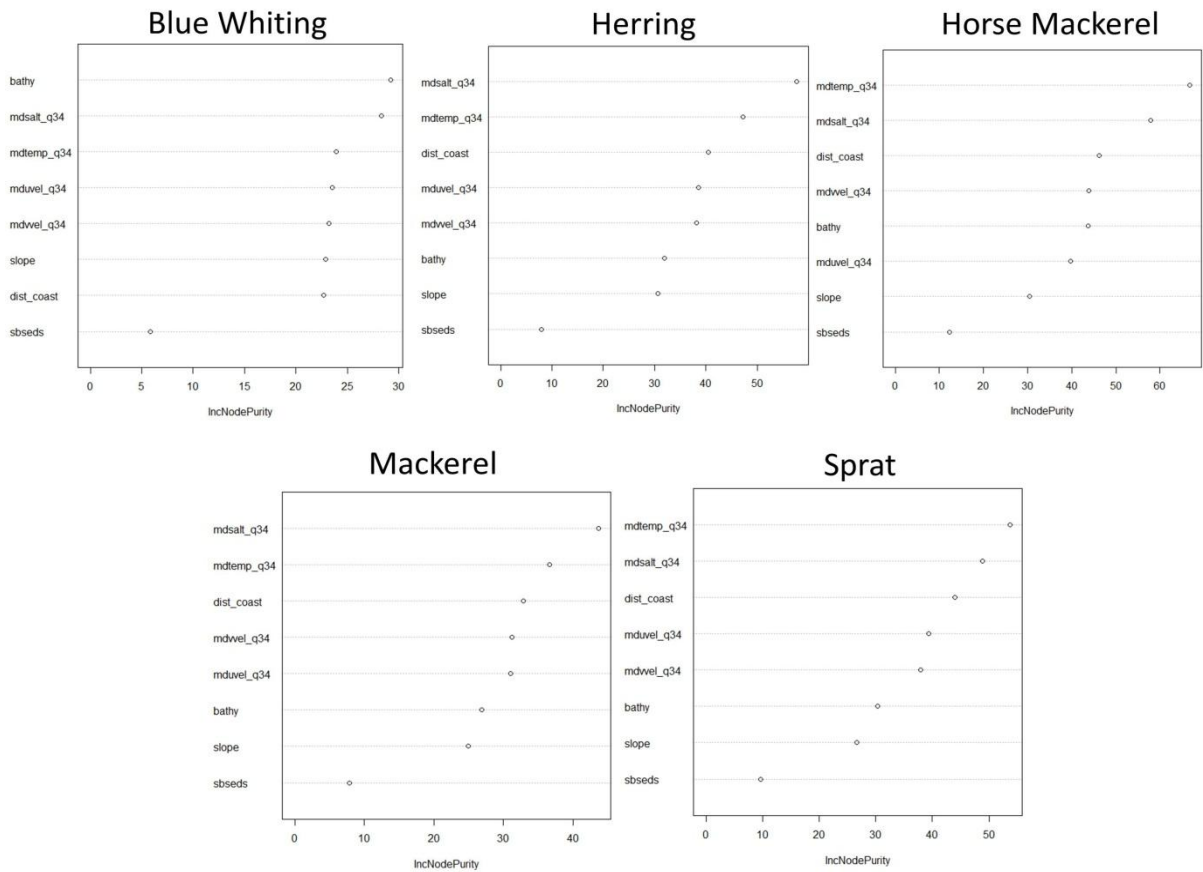 Blue Whiting
bathy
mdsalt_q34
mdtemp_q34
mduvel_q34
mdvvel_q34
slope
dist_coast
sbseds
0 5 10 15 20 25 30
IncNodePurity
Herring
mdsalt_q34
mdtemp_q34
dist_coast
mduvel_q34
mdvvel_q34
bathy
slope
sbseds
0 10 20 30 40 50
IncNodePurity
Horse Mackerel
mdtemp_q34
mdsalt_q34
dist_coast
mdvvel_q34
bathy
mduvel_q34
slope
sbseds
0 10 20 30 40 50 60
IncNodePurity
Mackerel
mdsalt_q34
mdtemp_q34
dist_coast
mdvvel_q34
mduvel_q34
bathy
slope
sbseds
0 10 20 30 40
IncNodePurity
Sprat
mdtemp_q34
mdsalt_q34
dist_coast
mduvel_q34
mdvvel_q34
bathy
slope
sbseds
0 10 20 30 40 50
IncNodePurity